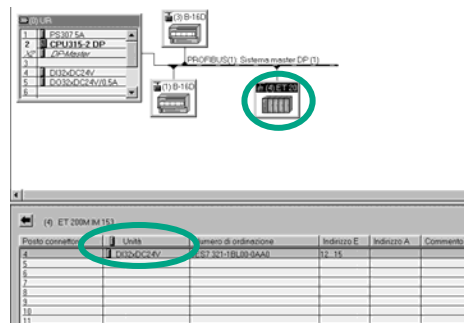 (0) UR
1 PS307 5A
2 CPU315-2 DP
X2 DP-Master
3
4 DI32xDC24V
5 DO32xDC24V/0.5A
6
(3) B-16D
PROFIBUS(1): Sistema master DP (1)
(1) B-16D
(4) ET 20
(4) ET 200M IM 153
Posto connettore Unità Numero di ordinazione Indirizzo E Indirizzo A Commento
4 DI32xDC24V 6ES7 321-1BL00-0AA0 12...15
5
6
7
8
9
10
11